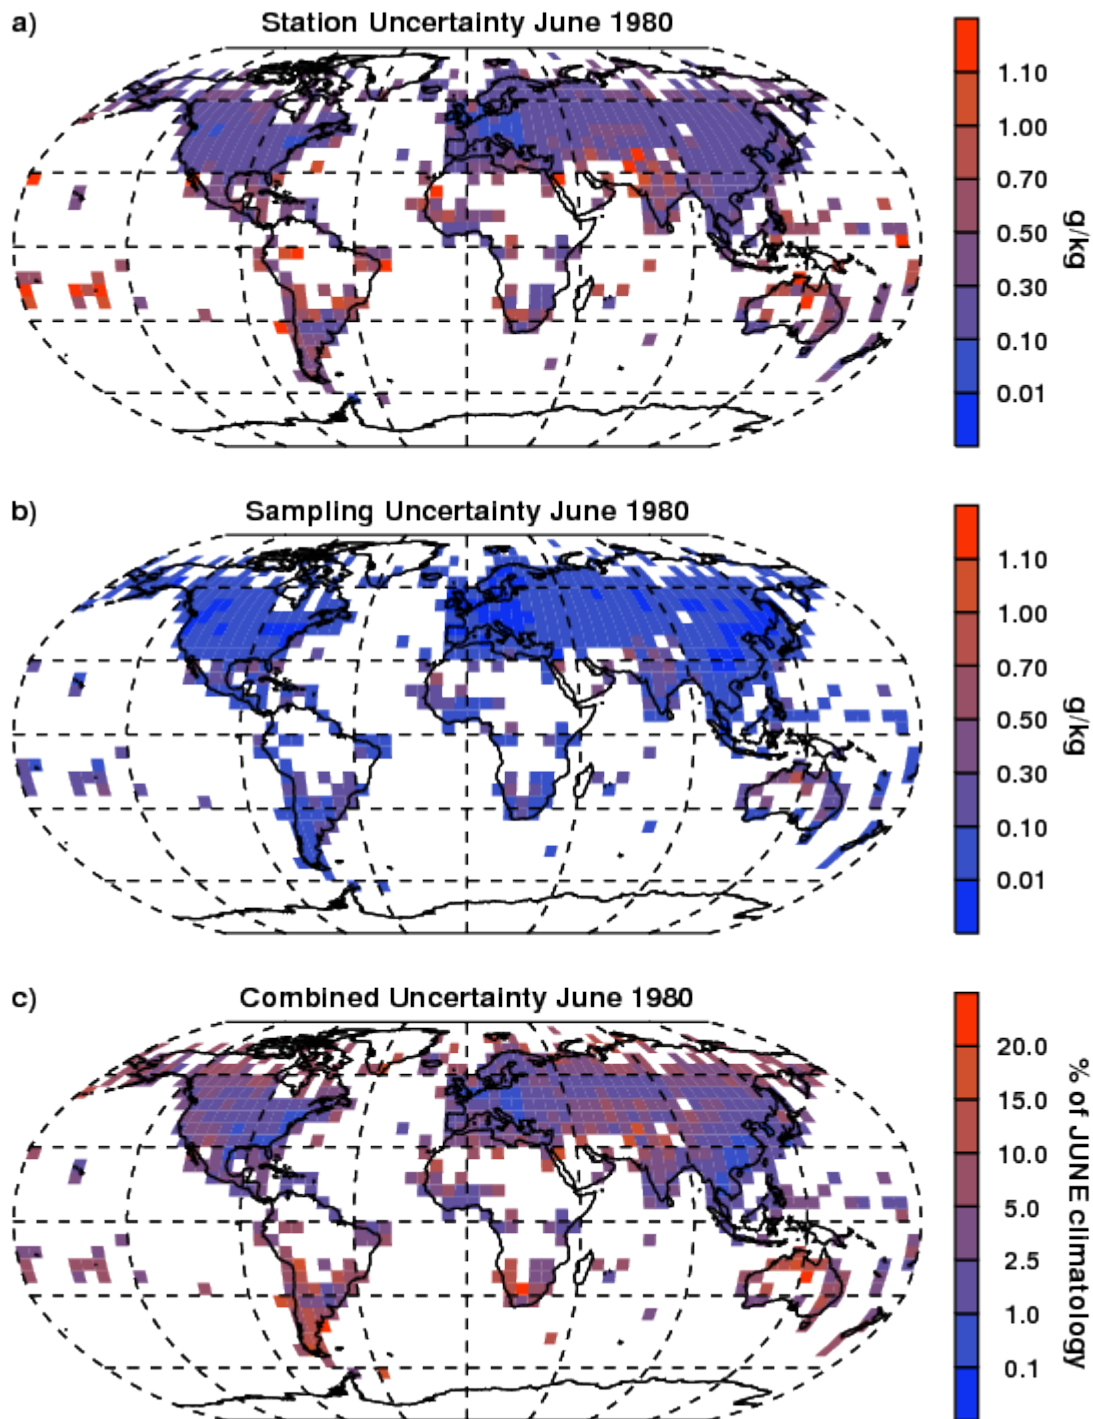 a)
Station Uncertainty June 1980
1.10
1.00
0.70
0.50
0.30
0.10
0.01
g/kg
b)
Sampling Uncertainty June 1980
1.10
1.00
0.70
0.50
0.30
0.10
0.01
g/kg
c)
Combined Uncertainty June 1980
20.0
15.0
10.0
5.0
2.5
1.0
0.1
% of JUNE climatology